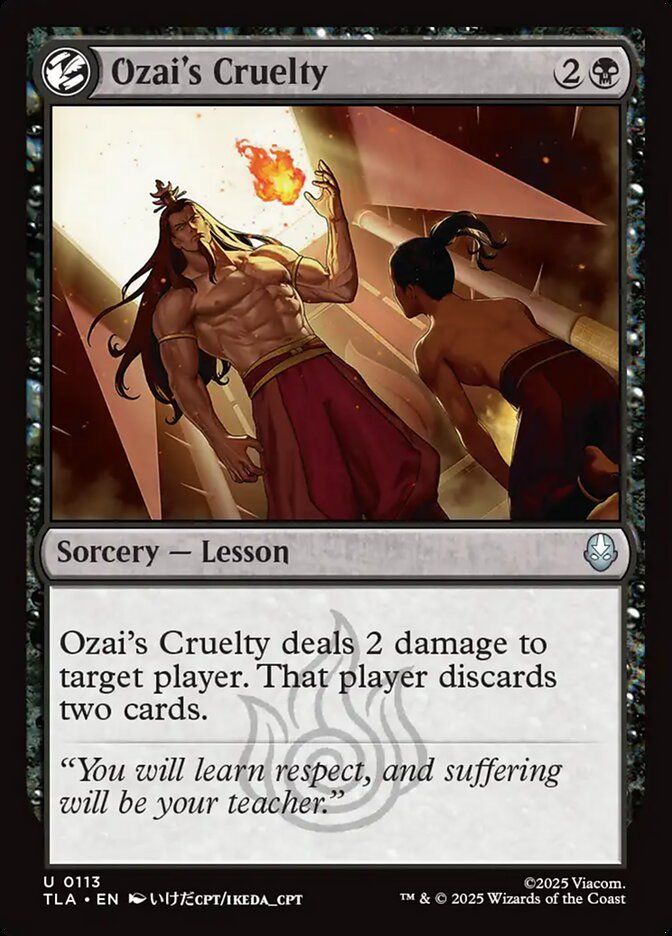 Ozai's Cruelty 2
Sorcery — Lesson
Ozai's Cruelty deals 2 damage to
target player. That player discards
two cards.
“You will learn respect, and suffering
will be your teacher.”
U 0113
TLA • EN いけだCPT/IKEDA_CPT
©2025 Viacom.
™ & © 2025 Wizards of the Coast